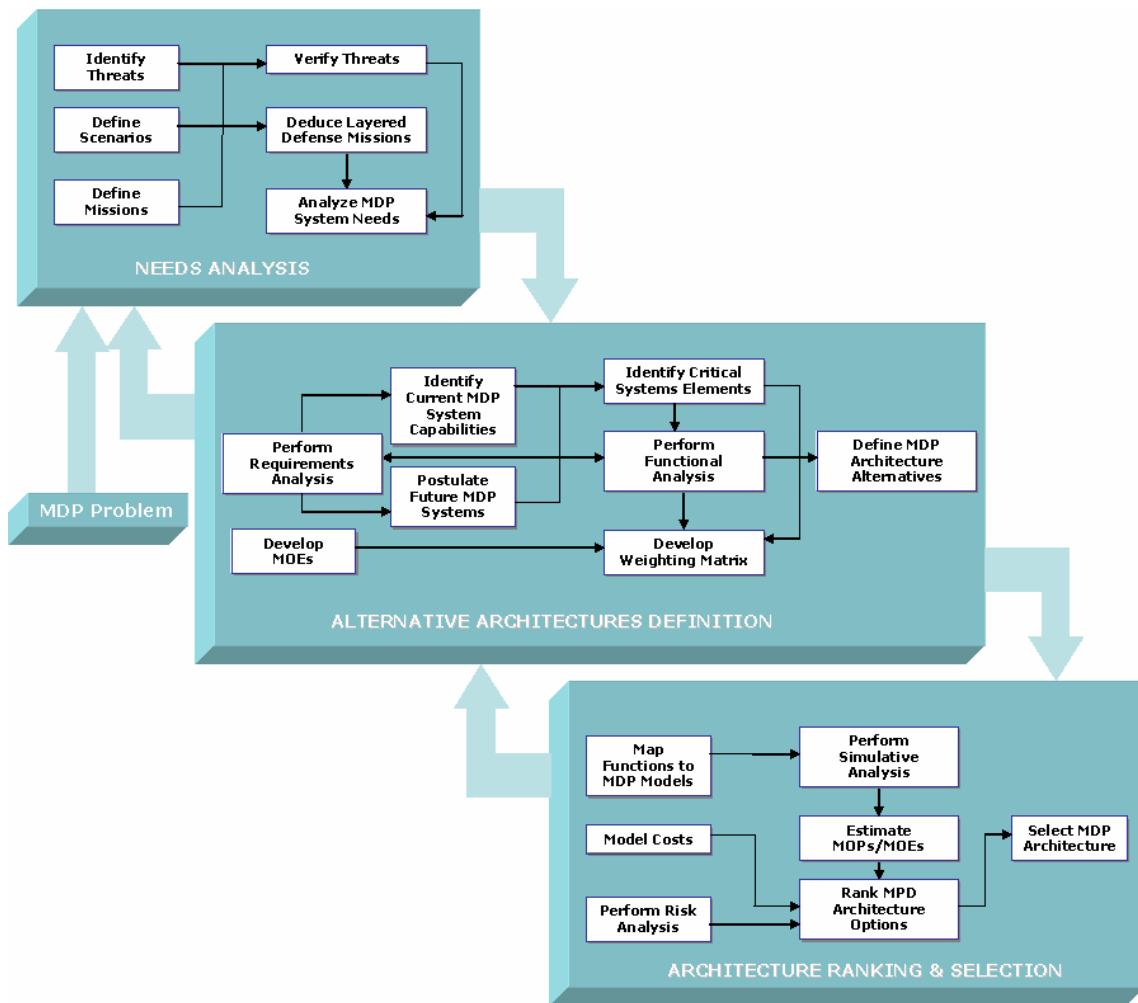 Identify
Threats
Verify Threats
Define
Scenarios
Deduce Layered
Defense Missions
Define
Missions
Analyze MDP
System Needs
NEEDS ANALYSIS
MDP Problem
Identify
Current MDP
System
Capabilities
Identify Critical
Systems Elements
Perform
Requirements
Analysis
Perform
Functional
Analysis
Define MDP
Architecture
Alternatives
Postulate
Future MDP
Systems
Develop
MOEs
Develop
Weighting Matrix
ALTERNATIVE ARCHITECTURES DEFINITION
Map
Functions to
MDP Models
Perform
Simulative
Analysis
Model Costs
Estimate
MOPs/MOEs
Select MDP
Architecture
Perform Risk
Analysis
Rank MPD
Architecture
Options
ARCHITECTURE RANKING & SELECTION